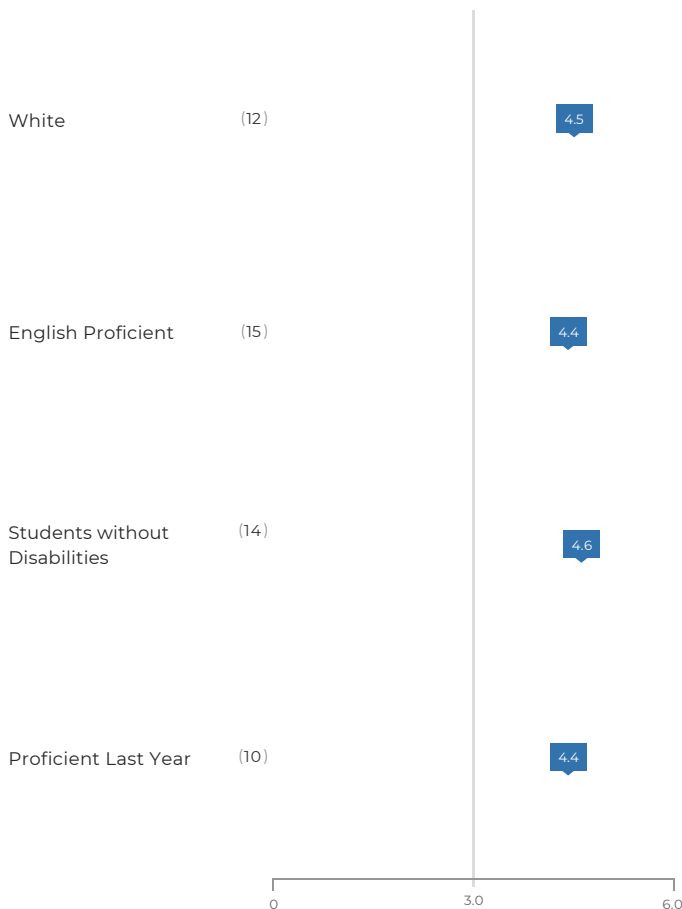 White (12) 4.5
English Proficient (15) 4.4
Students without (14) 4.6
Disabilities
Proficient Last Year (10) 4.4
0 3.0 6.0